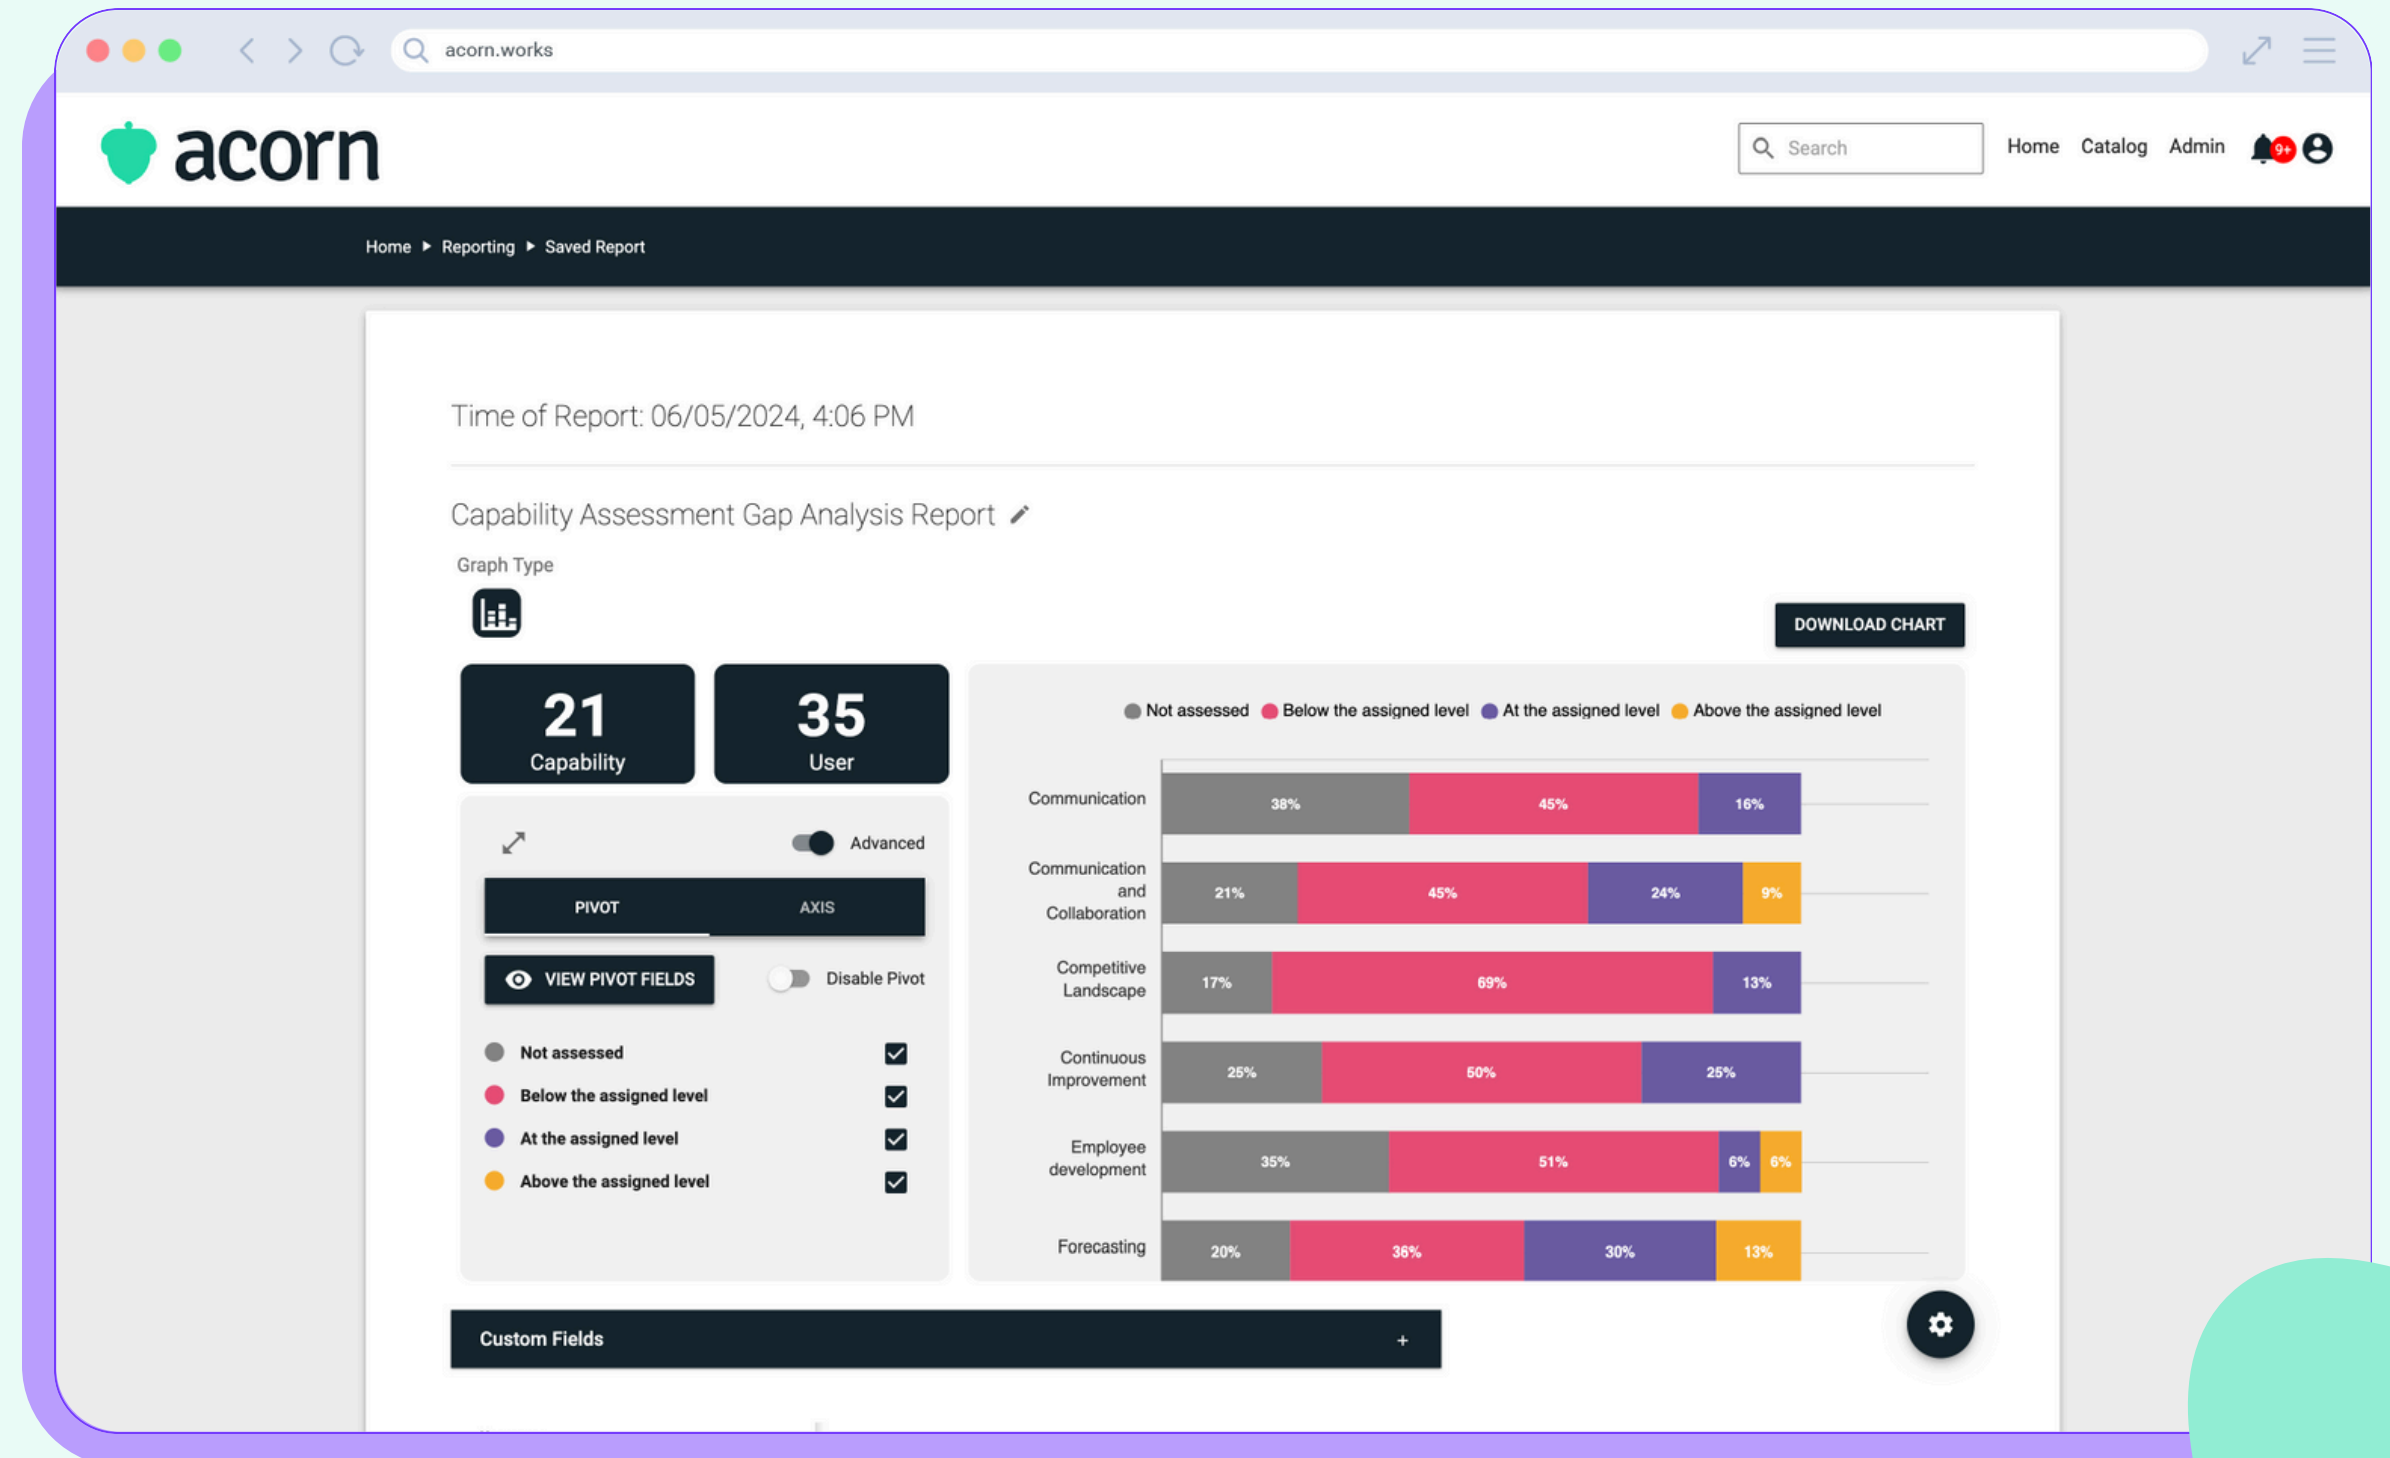 acorn.works
acorn
Search
Home Catalog Admin
9+
Home ▶ Reporting ▶ Saved Report
Time of Report: 06/05/2024, 4:06 PM
Capability Assessment Gap Analysis Report
Graph Type
DOWNLOAD CHART
21
Capability
35
User
Advanced
PIVOT AXIS
VIEW PIVOT FIELDS
Disable Pivot
Not assessed
Below the assigned level
At the assigned level
Above the assigned level
Not assessed Below the assigned level At the assigned level Above the assigned level
Communication
38% 45% 16%
Communication
and
Collaboration
21% 45% 24% 9%
Competitive
Landscape
17% 69% 13%
Continuous
Improvement
25% 50% 25%
Employee
development
35% 51% 6% 6%
Forecasting
20% 36% 30% 13%
Custom Fields +